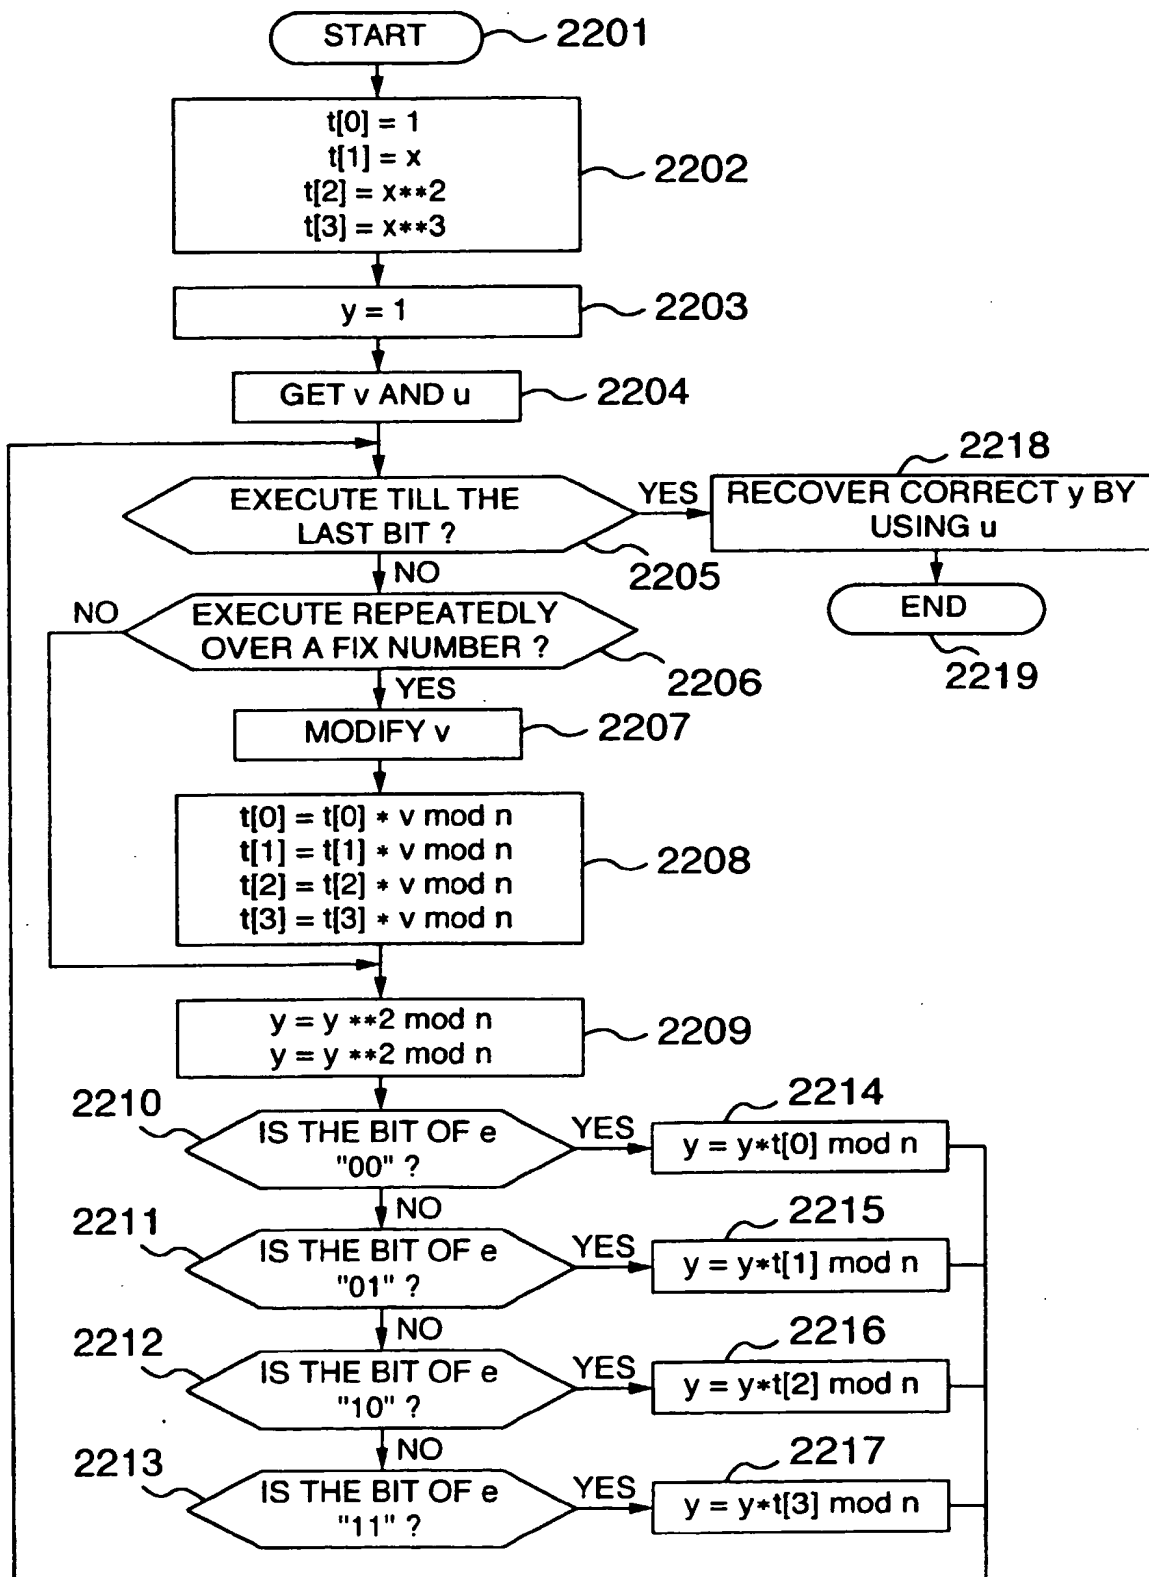 START
2201
t[0] = 1
t[1] = x
t[2] = x**2
t[3] = x**3
2202
y = 1
2203
GET v AND u
2204
EXECUTE TILL THE
LAST BIT ?
2205
YES
2218
RECOVER CORRECT y BY
USING u
END
2219
NO
NO
EXECUTE REPEATEDLY
OVER A FIX NUMBER ?
2206
YES
MODIFY v
2207
t[0] = t[0] * v mod n
t[1] = t[1] * v mod n
t[2] = t[2] * v mod n
t[3] = t[3] * v mod n
2208
y = y **2 mod n
y = y **2 mod n
2209
2210
IS THE BIT OF e
"00" ?
YES
2214
y = y*t[0] mod n
NO
2211
IS THE BIT OF e
"01" ?
YES
2215
y = y*t[1] mod n
NO
2212
IS THE BIT OF e
"10" ?
YES
2216
y = y*t[2] mod n
NO
2213
IS THE BIT OF e
"11" ?
YES
2217
y = y*t[3] mod n